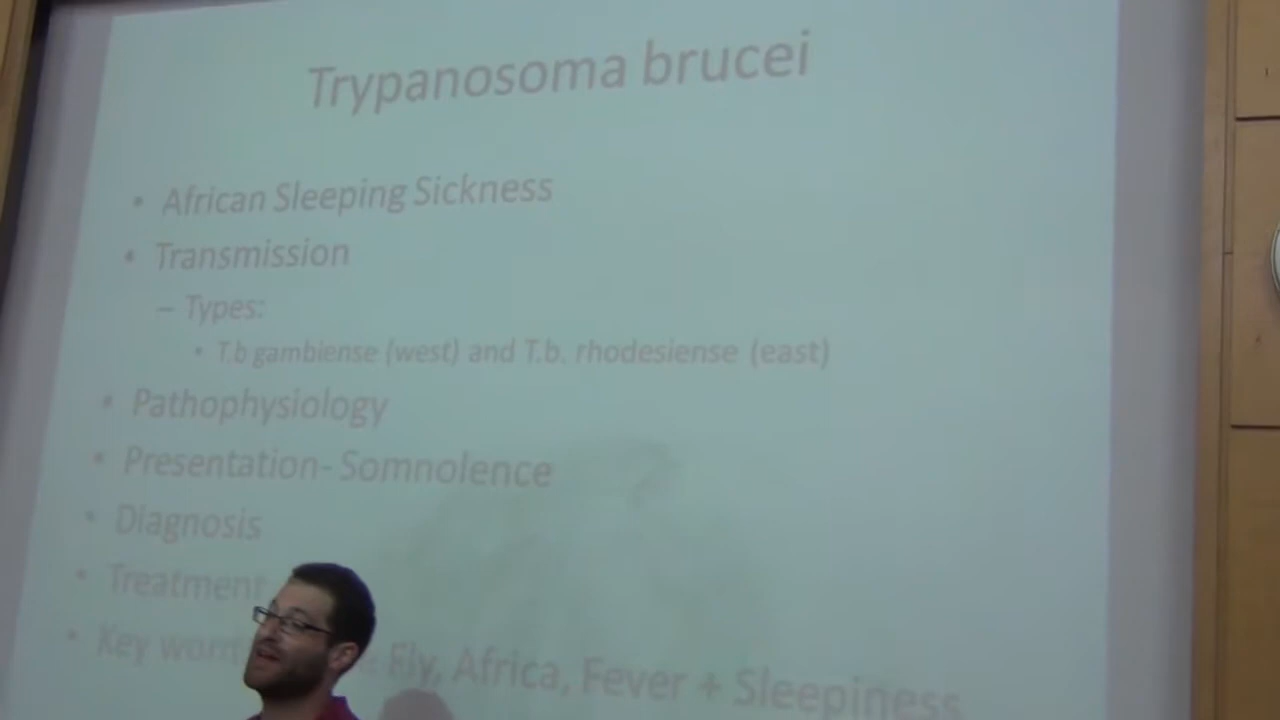 Trypanosoma brucei
• African Sleeping Sickness
• Transmission
– Types:
• T.b gambiense (west) and T.b. rhodesiense (east)
• Pathophysiology
• Presentation- Somnolence
• Diagnosis
• Treatment
• Key Fly, Africa, Fever + Sleepiness